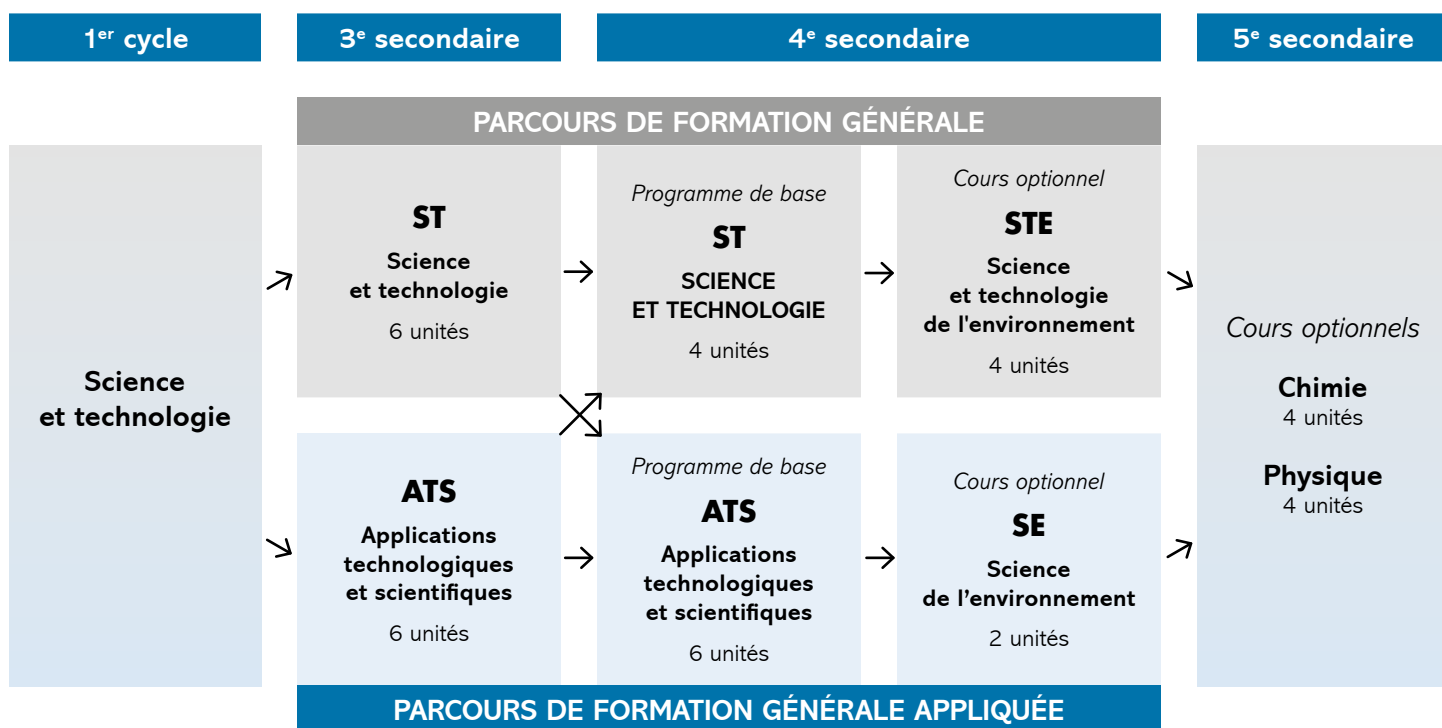 1er cycle
3e secondaire
4e secondaire
5e secondaire
PARCOURS DE FORMATION GÉNÉRALE
Science
et technologie
ST
Science
et technologie
6 unités
Programme de base
ST
SCIENCE
ET TECHNOLOGIE
4 unités
Cours optionnel
STE
Science
et technologie
de l'environnement
4 unités
ATS
Applications
technologiques
et scientifiques
6 unités
Programme de base
ATS
Applications
technologiques
et scientifiques
6 unités
Cours optionnel
SE
Science
de l’environnement
2 unités
Cours optionnels
Chimie
4 unités
Physique
4 unités
PARCOURS DE FORMATION GÉNÉRALE APPLIQUÉE